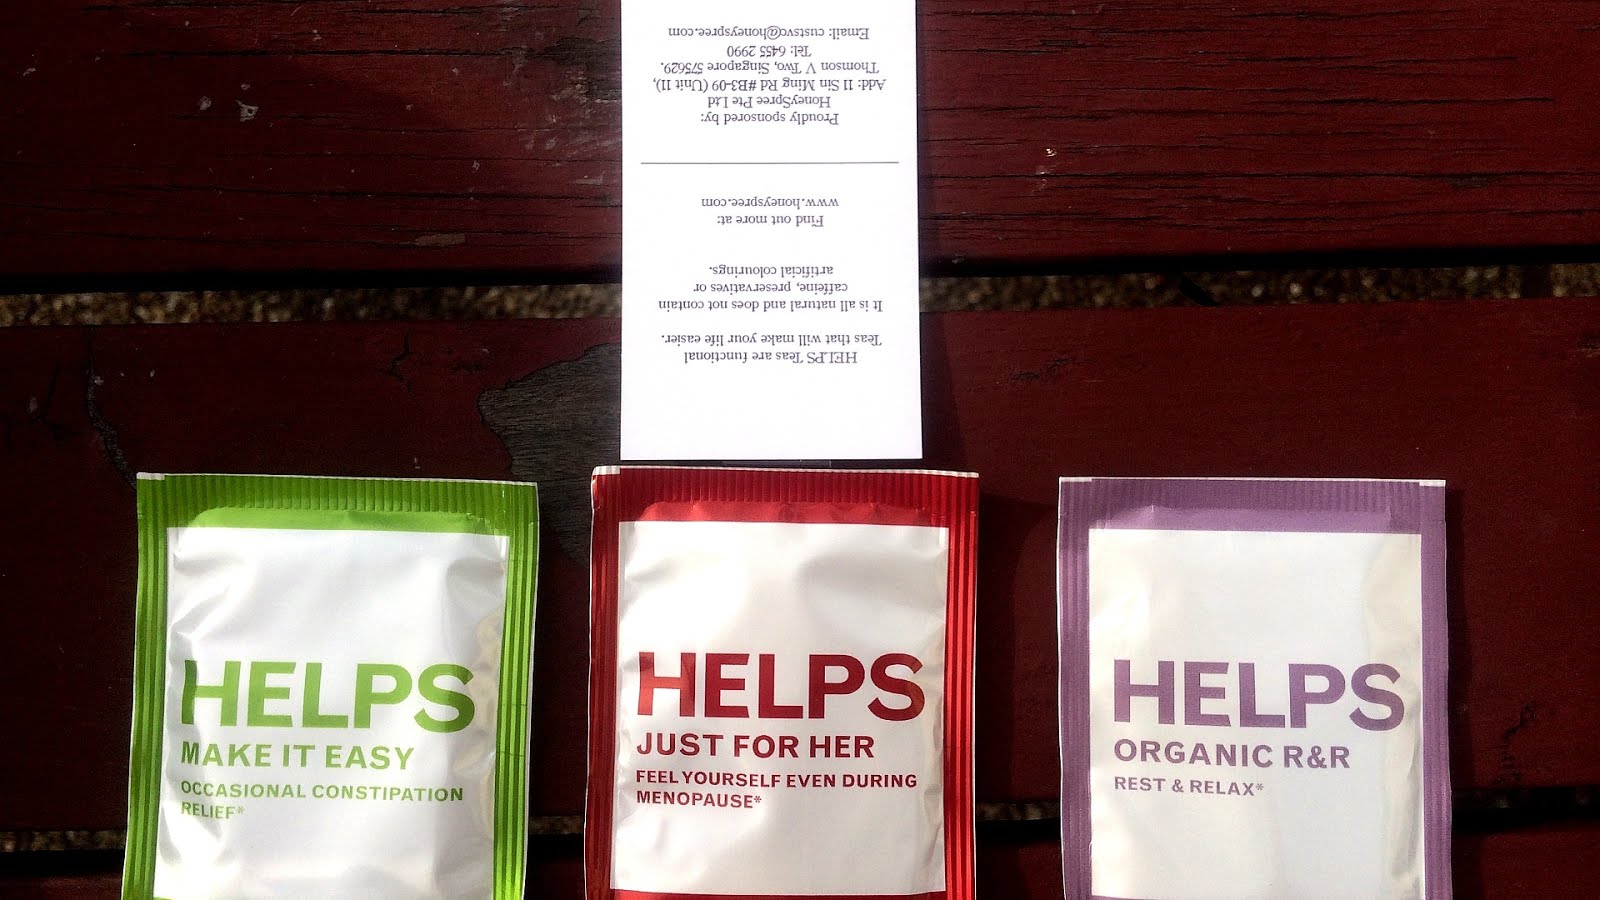 HELPS Teas are functional
Teas that will make your life easier.
It is all natural and does not contain
caffeine, preservatives or
artificial colourings.
Find out more at:
www.honeyspree.com
Proudly sponsored by:
HoneySpree Pte Ltd
Add: 11 Sin Ming Rd #B3-09 (Unit 11),
Thomson V Two, Singapore 575629.
Tel: 6455 2990
Email: custsvc@honeyspree.com
HELPS
MAKE IT EASY
OCCASIONAL CONSTIPATION
RELIEF*
HELPS
JUST FOR HER
FEEL YOURSELF EVEN DURING
MENOPAUSE*
HELPS
ORGANIC R&R
REST & RELAX*